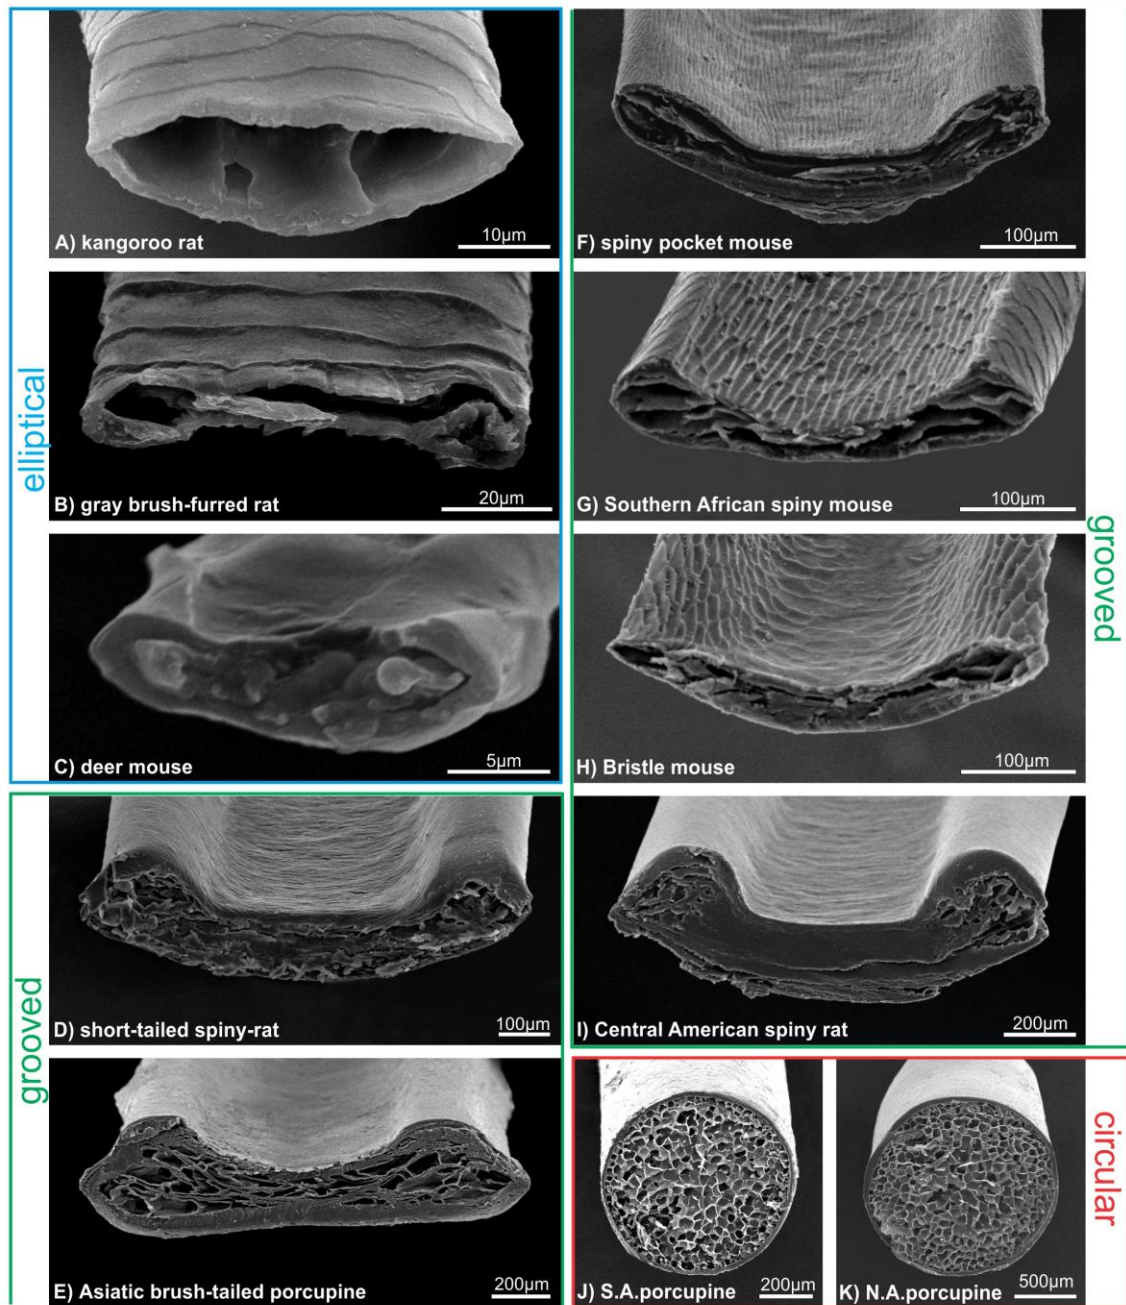 elliptical
10µm
A) kangoroo rat
20µm
B) gray brush-furred rat
5µm
C) deer mouse
grooved
100µm
D) short-tailed spiny-rat
200µm
E) Asiatic brush-tailed porcupine
grooved
100µm
F) spiny pocket mouse
100µm
G) Southern African spiny mouse
100µm
H) Bristle mouse
200µm
I) Central American spiny rat
circular
J) S.A.porcupine 200µm
K) N.A.porcupine 500µm